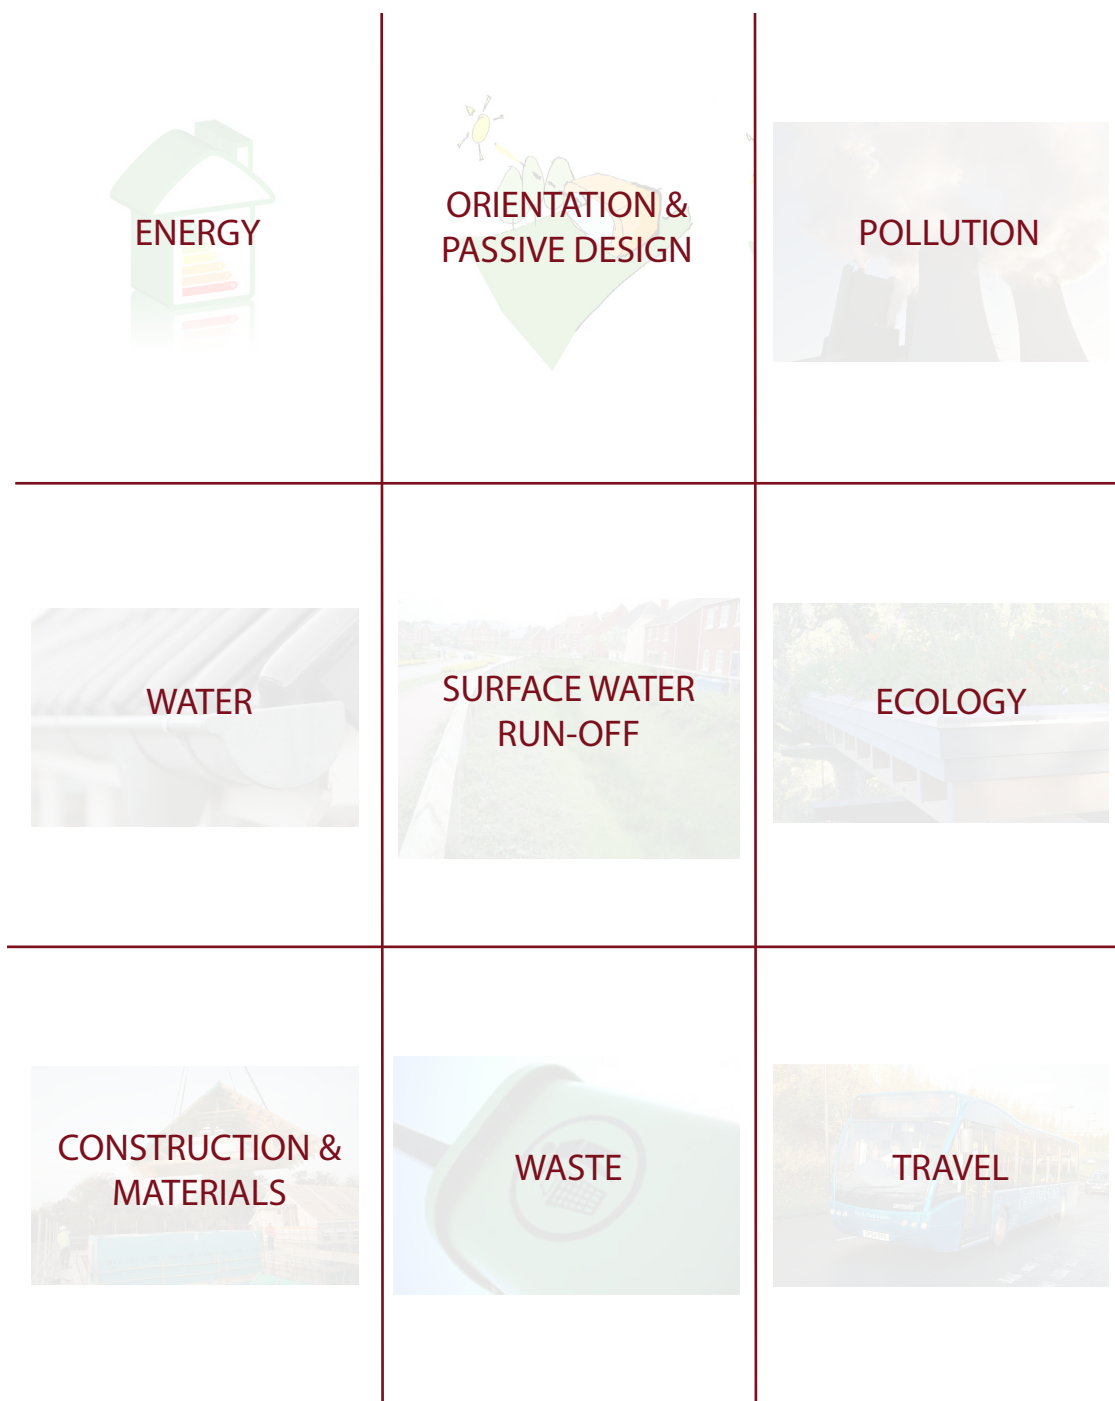 ENERGY
ORIENTATION &
PASSIVE DESIGN
POLLUTION
WATER
SURFACE WATER
RUN-OFF
ECOLOGY
CONSTRUCTION &
MATERIALS
WASTE
TRAVEL